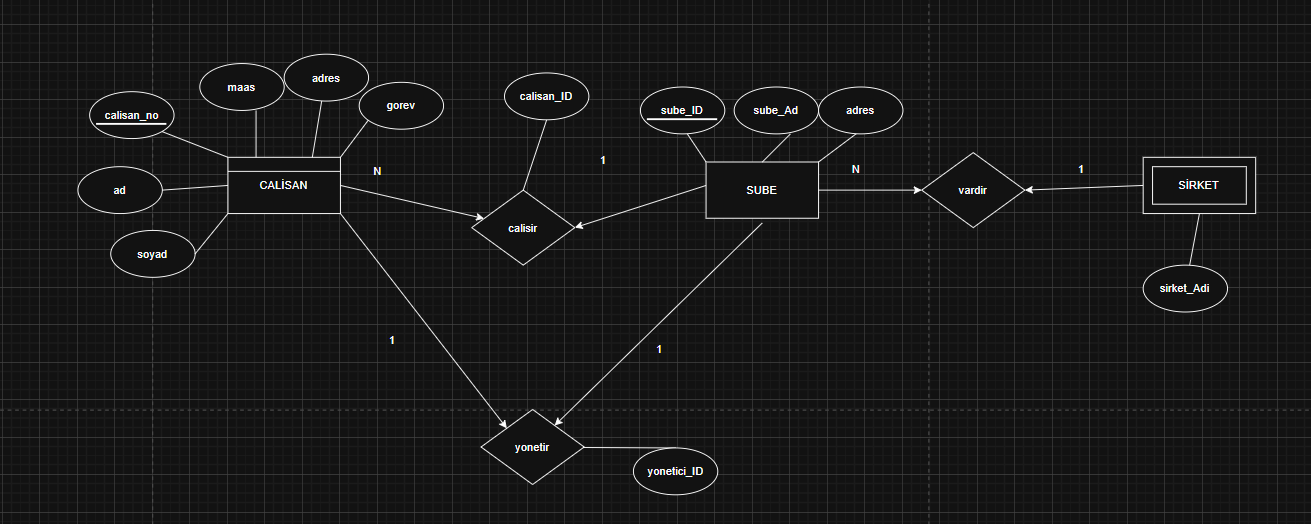 calisan_no
maas
adres
gorev
calisan_ID
sube_ID
sube_Ad
adres
ad
CALİSAN
N
1
SUBE
N
vardir
1
SİRKET
soyad
calisir
sirket_Adi
1
1
yonetir
yonetici_ID